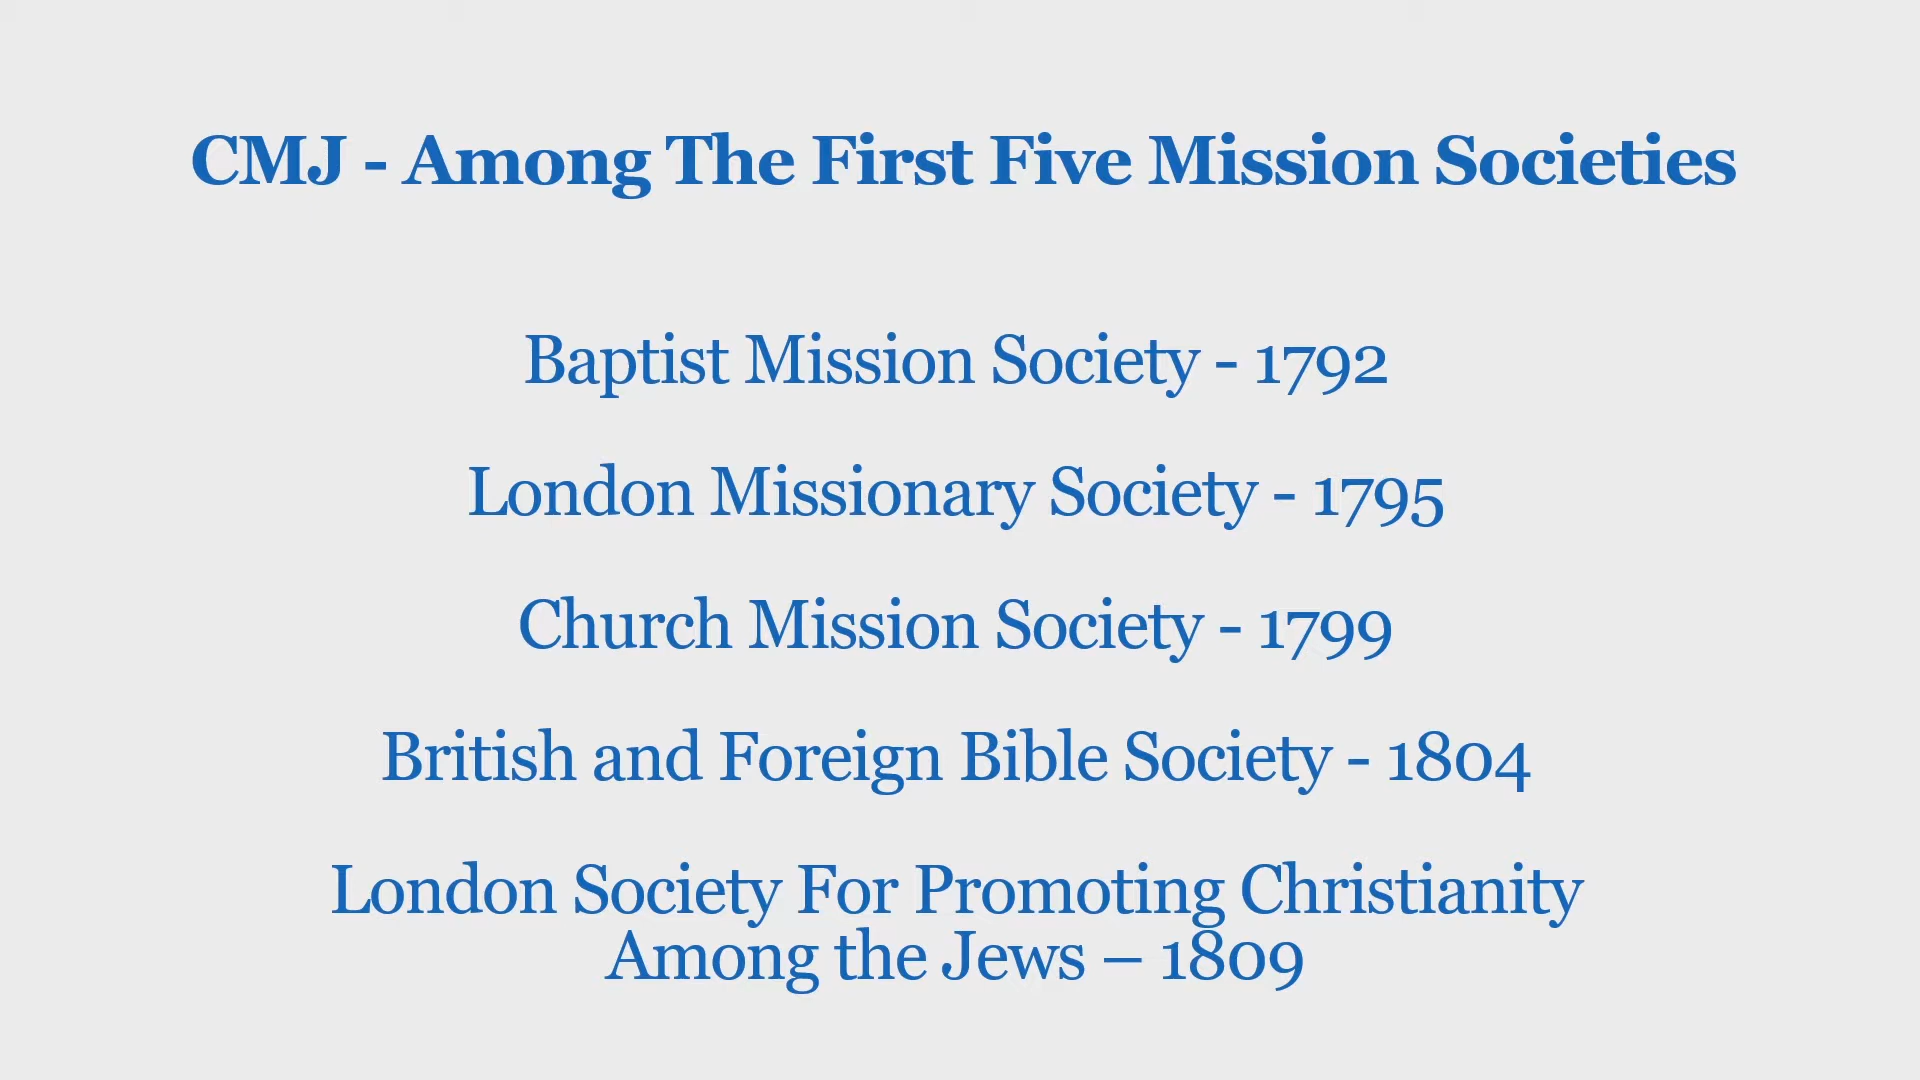 CMJ - Among The First Five Mission Societies
Baptist Mission Society - 1792
London Missionary Society - 1795
Church Mission Society - 1799
British and Foreign Bible Society - 1804
London Society For Promoting Christianity
Among the Jews – 1809